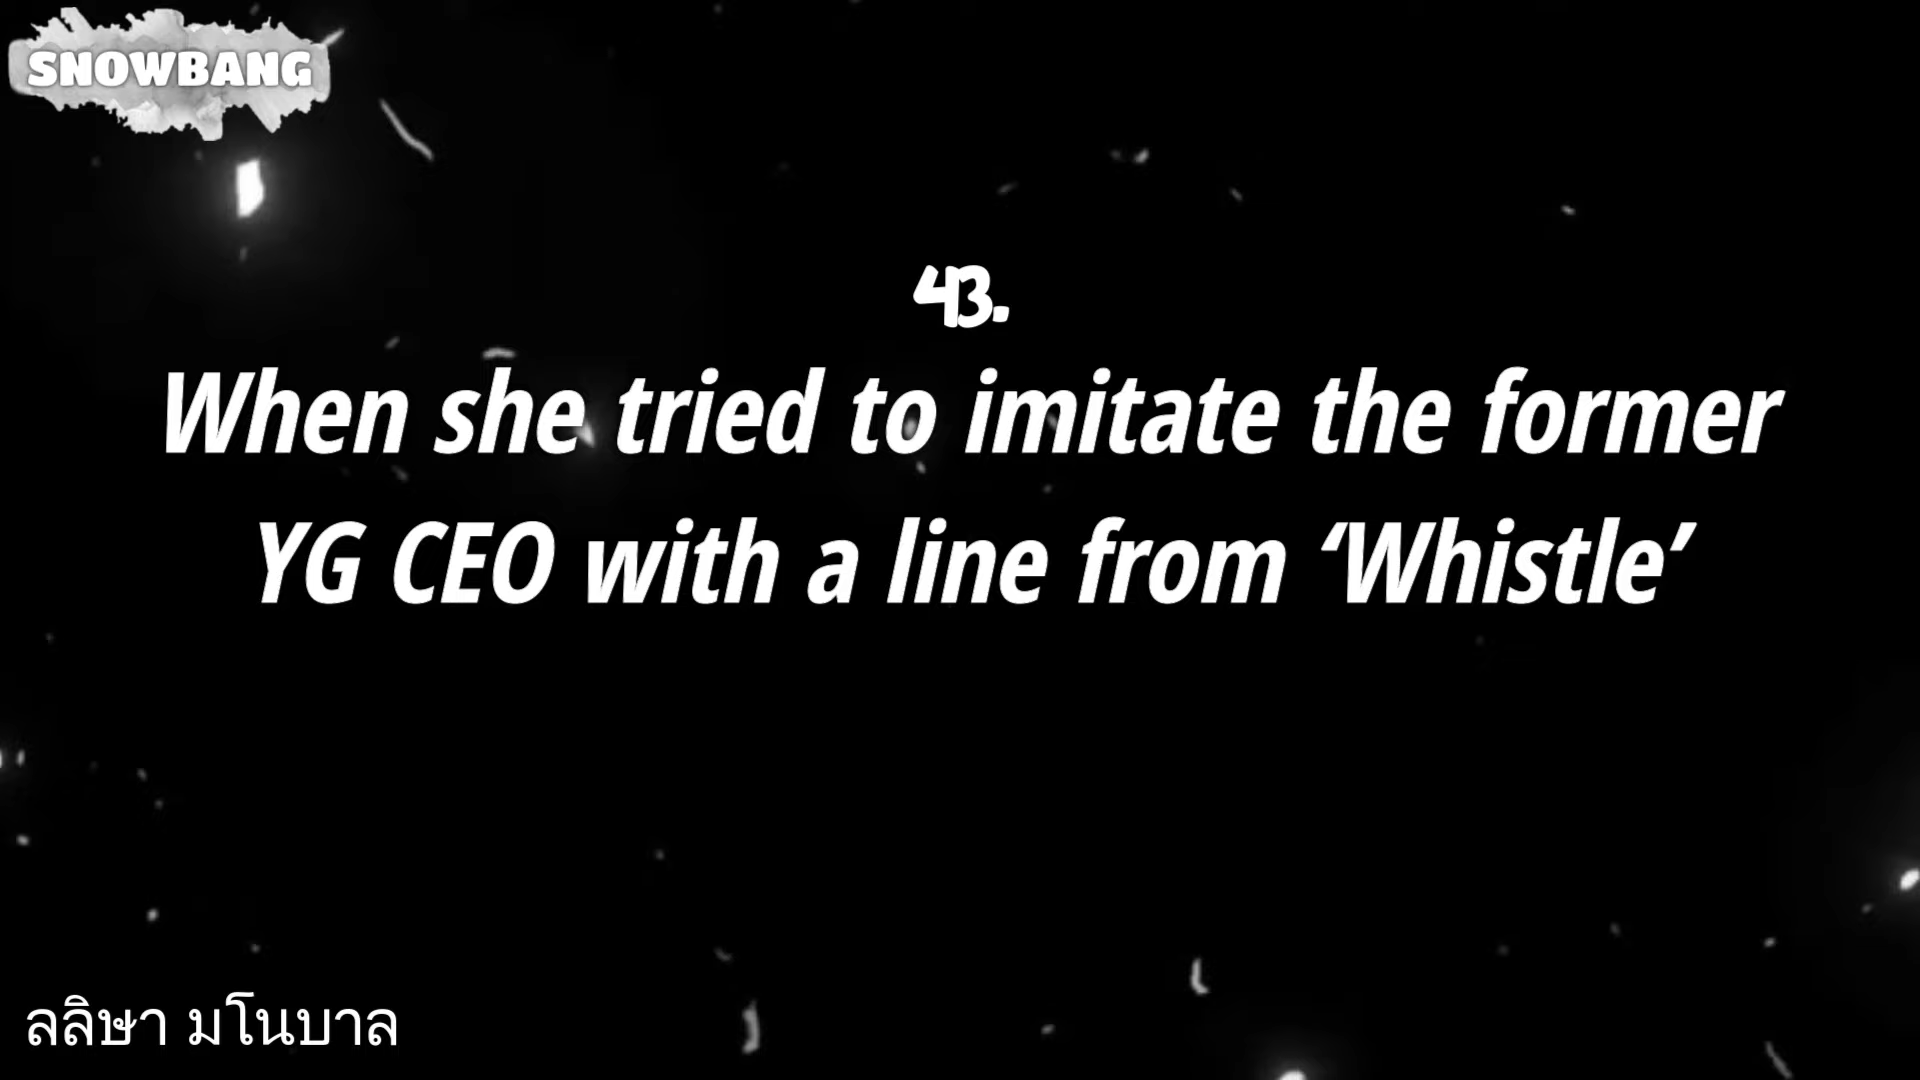 SNOWBANG
43.
When she tried to imitate the former
YG CEO with a line from ‘Whistle’
ลลิษา มโนบาล